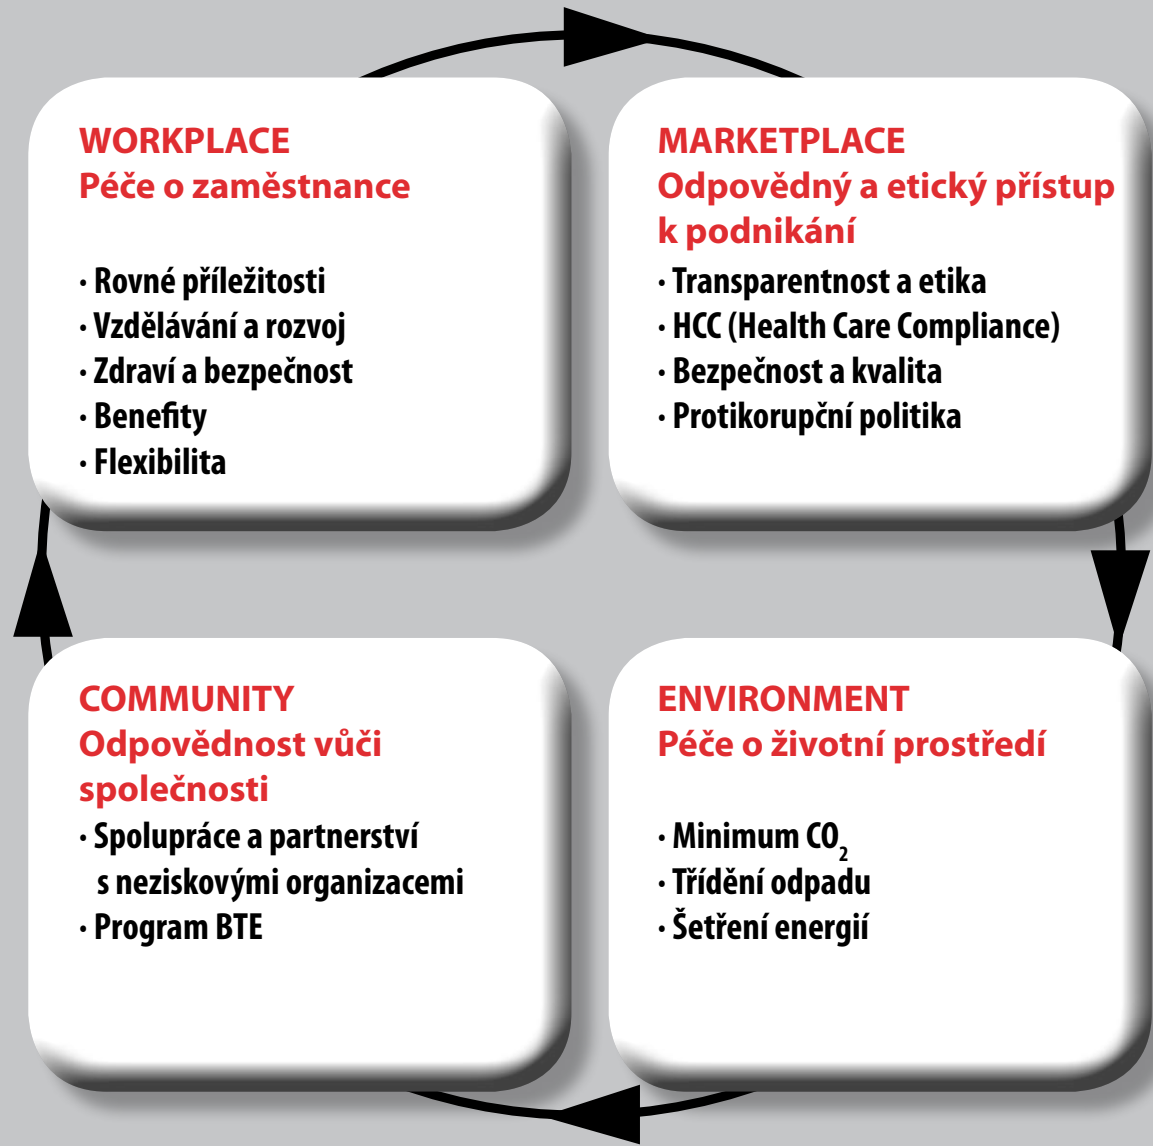 WORKPLACE
Péče o zaměstnance
· Rovné příležitosti
· Vzdělávání a rozvoj
· Zdraví a bezpečnost
· Benefity
· Flexibilita
MARKETPLACE
Odpovědný a etický přístup
k podnikání
· Transparentnost a etika
· HCC (Health Care Compliance)
· Bezpečnost a kvalita
· Protikorupční politika
COMMUNITY
Odpovědnost vůči
společnosti
· Spolupráce a partnerství
s neziskovými organizacemi
· Program BTE
ENVIRONMENT
Péče o životní prostředí
· Minimum CO₂
· Třídění odpadu
· Šetření energií